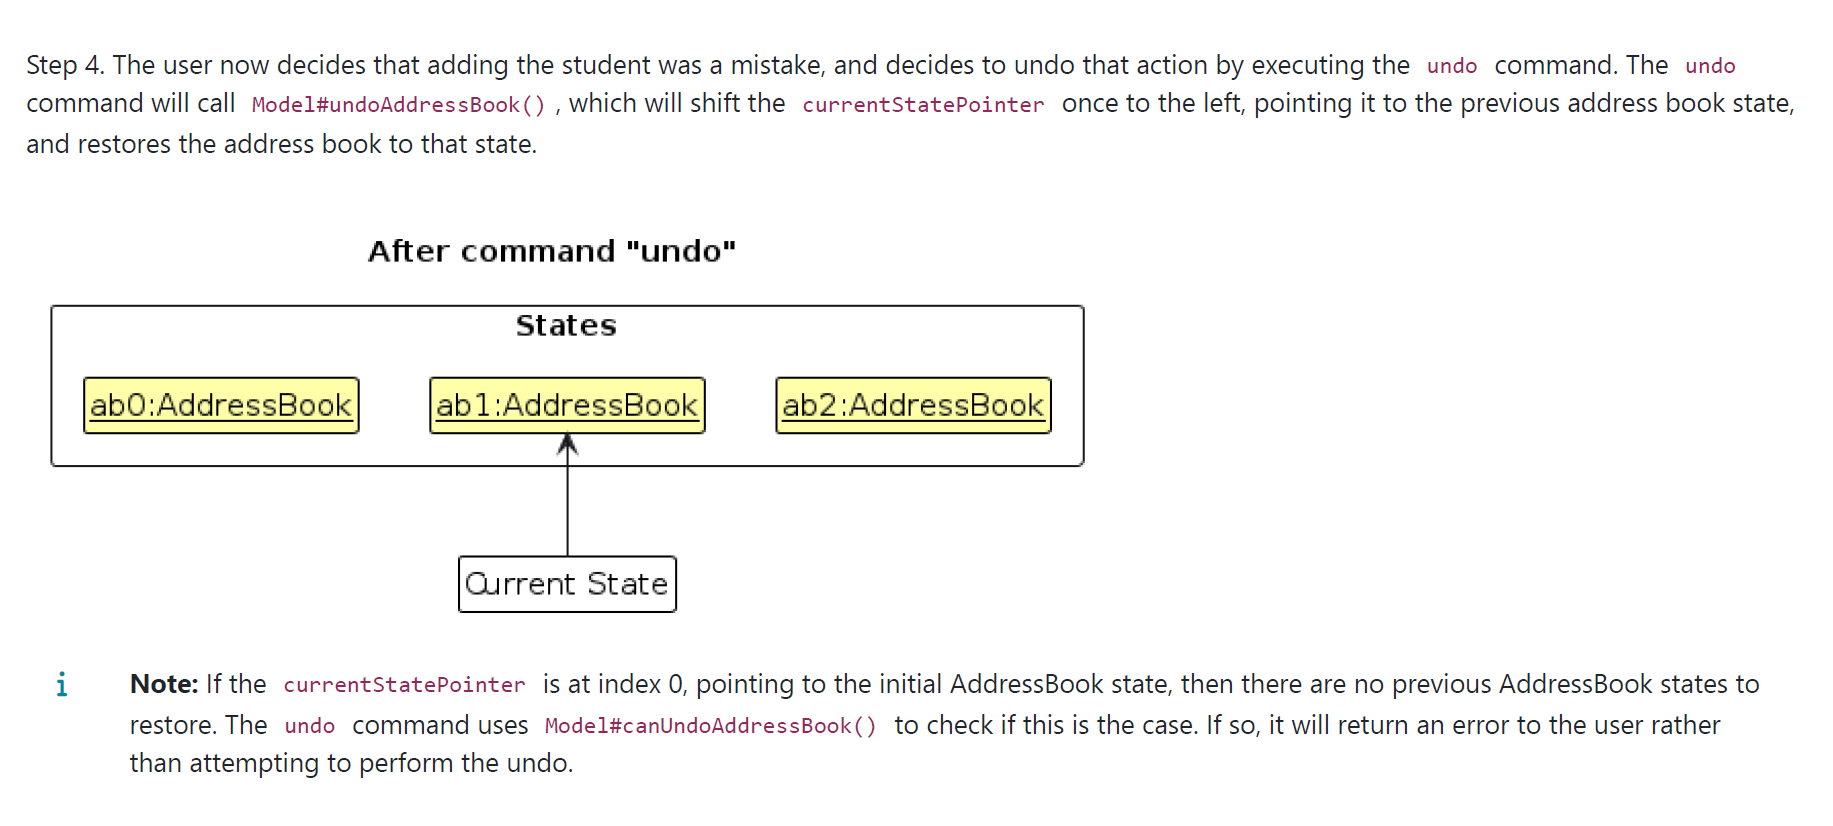 Step 4. The user now decides that adding the student was a mistake, and decides to undo that action by executing the undo command. The undo
command will call Model#undoAddressBook() , which will shift the currentStatePointer once to the left, pointing it to the previous address book state,
and restores the address book to that state.
After command "undo"
States
ab0:AddressBook ab1:AddressBook ab2:AddressBook
Current State
i Note: If the currentStatePointer is at index 0, pointing to the initial AddressBook state, then there are no previous AddressBook states to
restore. The undo command uses Model#canUndoAddressBook() to check if this is the case. If so, it will return an error to the user rather
than attempting to perform the undo.